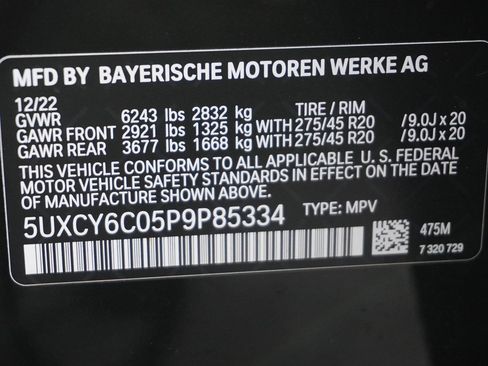 MFD BY BAYERISCHE MOTOREN WERKE AG
12/22
GVWR 6243 lbs 2832 kg TIRE / RIM
GAWR FRONT 2921 lbs 1325 kg WITH 275/45 R20 /9.0J x 20
GAWR REAR 3677 lbs 1668 kg WITH 275/45 R20 /9.0J x 20
THIS VEHICLE CONFORMS TO ALL APPLICABLE U. S. FEDERAL
MOTOR VEHICLE SAFETY STANDARDS IN EFFECT ON THE DATE
OF MANUFACTURE SHOWN ABOVE.
5UXCY6C05P9P85334 TYPE: MPV
475M
7 320 729